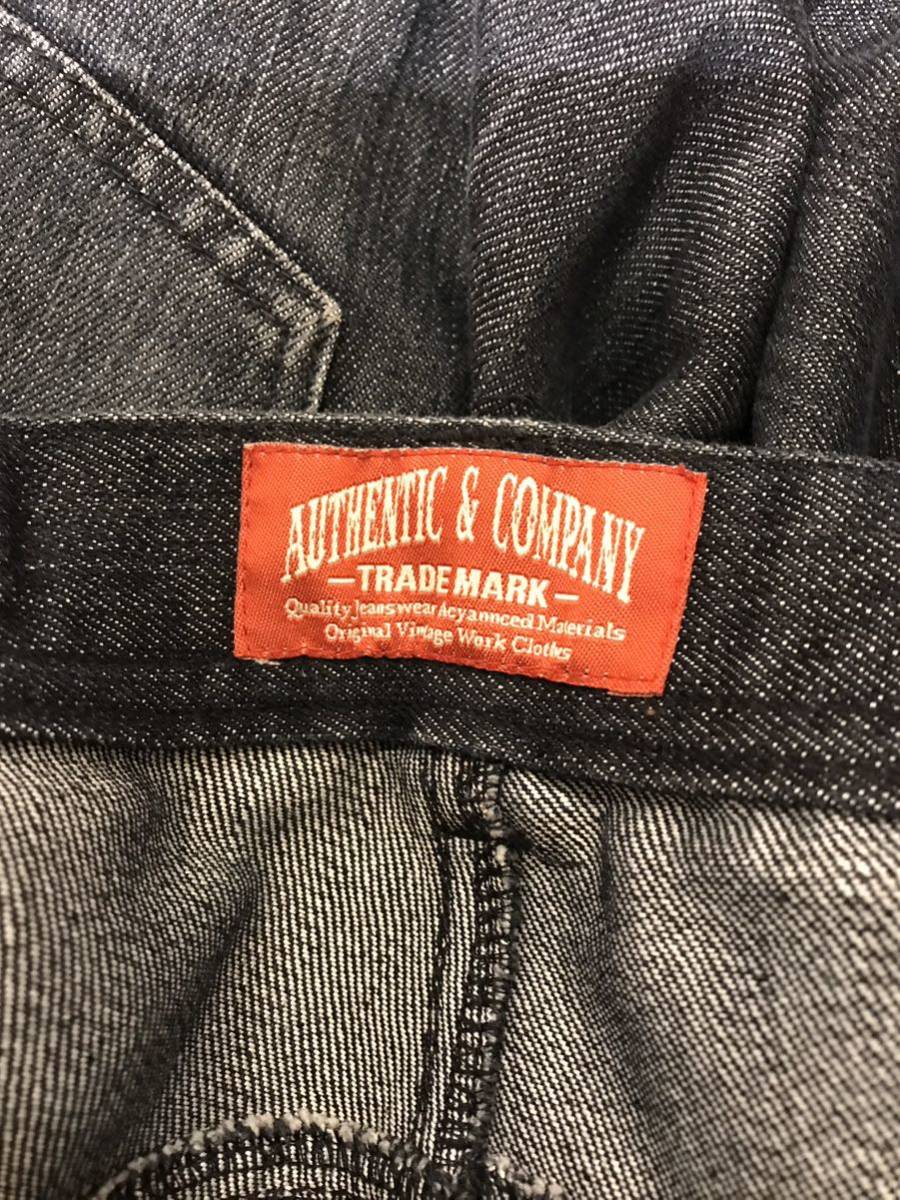 AUTHENTIC & COMPANY
—TRADEMARK—
Quality Jeanswear Acyannced Materials
Original Vintage Work Cloths